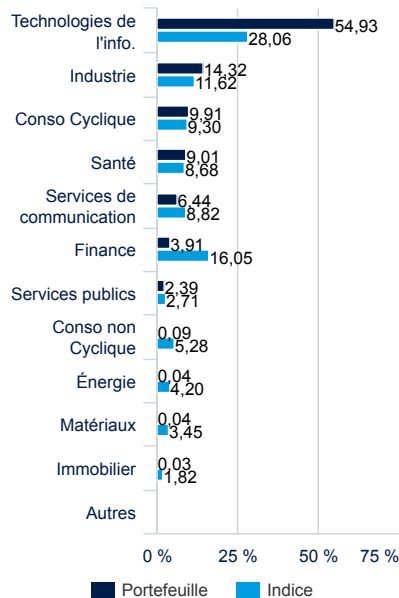 Technologies de
l'info.
54,93
28,06
Industrie
14,32
11,62
Conso Cyclique
9,91
9,30
Santé
9,01
8,68
Services de
communication
6,44
8,82
Finance
3,91
16,05
Services publics
2,39
2,71
Conso non
Cyclique
0,09
5,28
Énergie
0,04
4,20
Matériaux
0,04
3,45
Immobilier
0,03
1,82
Autres
0 % 25 % 50 % 75 %
Portefeuille Indice